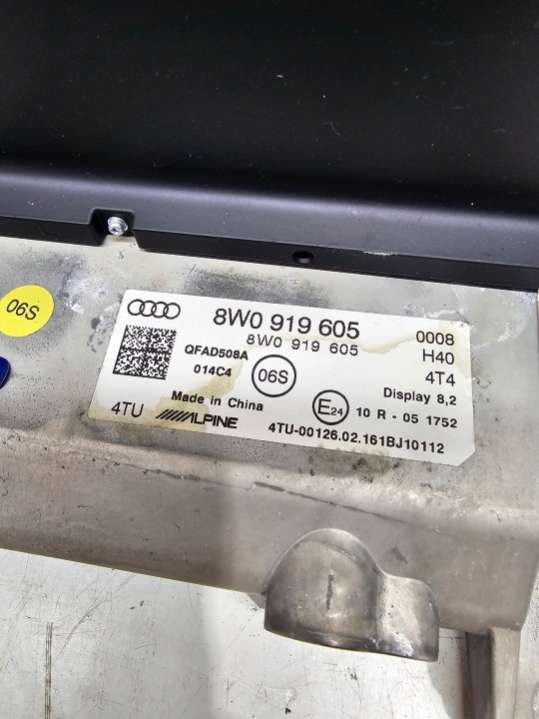 06S
8W0 919 605
8W0 919 605
0008
QFAD508A
H40
014C4
06S
4T4
Display 8,2
Made in China
E24
10 R - 05 1752
4TU
ALPINE
4TU-00126.02.161BJ10112